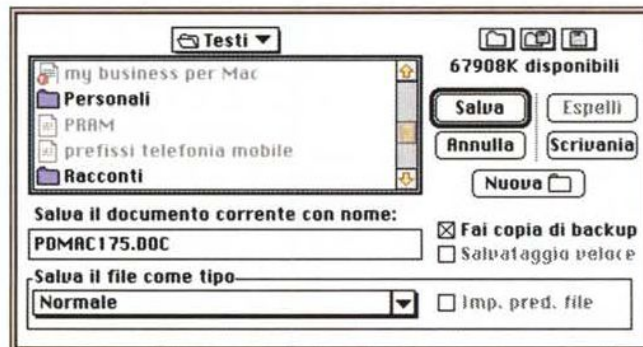 Testi
67908K disponibili
my business per Mac
Personali
PRAM
prefissi telefonia mobile
Racconti
Salva
Espelli
Annulla
Scrivania
Nuova
Salva il documento corrente con nome:
PDMAC175.DOC
Fai copia di backup
Salvataggio veloce
Salva il file come tipo
Normale
Imp. pred. file